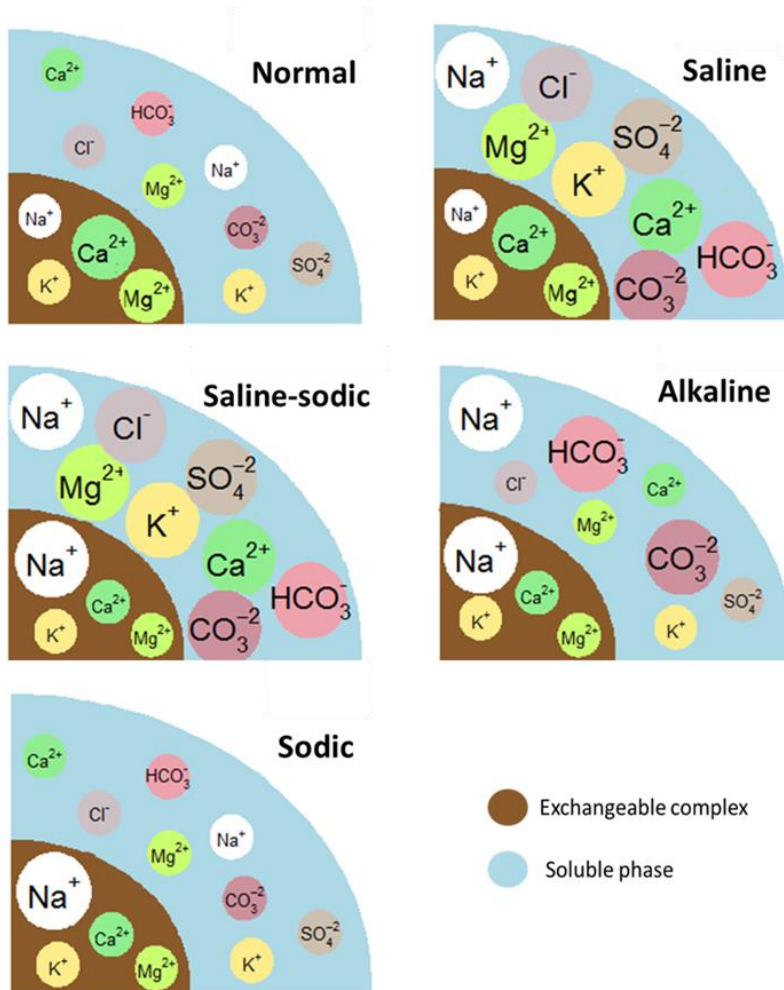 Normal
Ca²⁺
HCO₃⁻
Cl⁻
Na⁺
Mg²⁺
Na⁺
Ca²⁺
CO₃⁻²
SO₄⁻²
K⁺
Mg²⁺
K⁺
Saline
Na⁺
Cl⁻
SO₄⁻²
Mg²⁺
K⁺
Na⁺
Ca²⁺
Ca²⁺
HCO₃⁻
K⁺
Mg²⁺
CO₃⁻²
Saline-sodic
Na⁺
Cl⁻
SO₄⁻²
Mg²⁺
K⁺
Na⁺
Ca²⁺
Ca²⁺
HCO₃⁻
K⁺
Mg²⁺
CO₃⁻²
Alkaline
Na⁺
HCO₃⁻
Cl⁻
Ca²⁺
Mg²⁺
Na⁺
CO₃⁻²
K⁺
Ca²⁺
SO₄⁻²
Mg²⁺
K⁺
Sodic
Ca²⁺
HCO₃⁻
Cl⁻
Na⁺
Mg²⁺
Na⁺
CO₃⁻²
Ca²⁺
SO₄⁻²
K⁺
Mg²⁺
K⁺
Exchangeable complex
Soluble phase